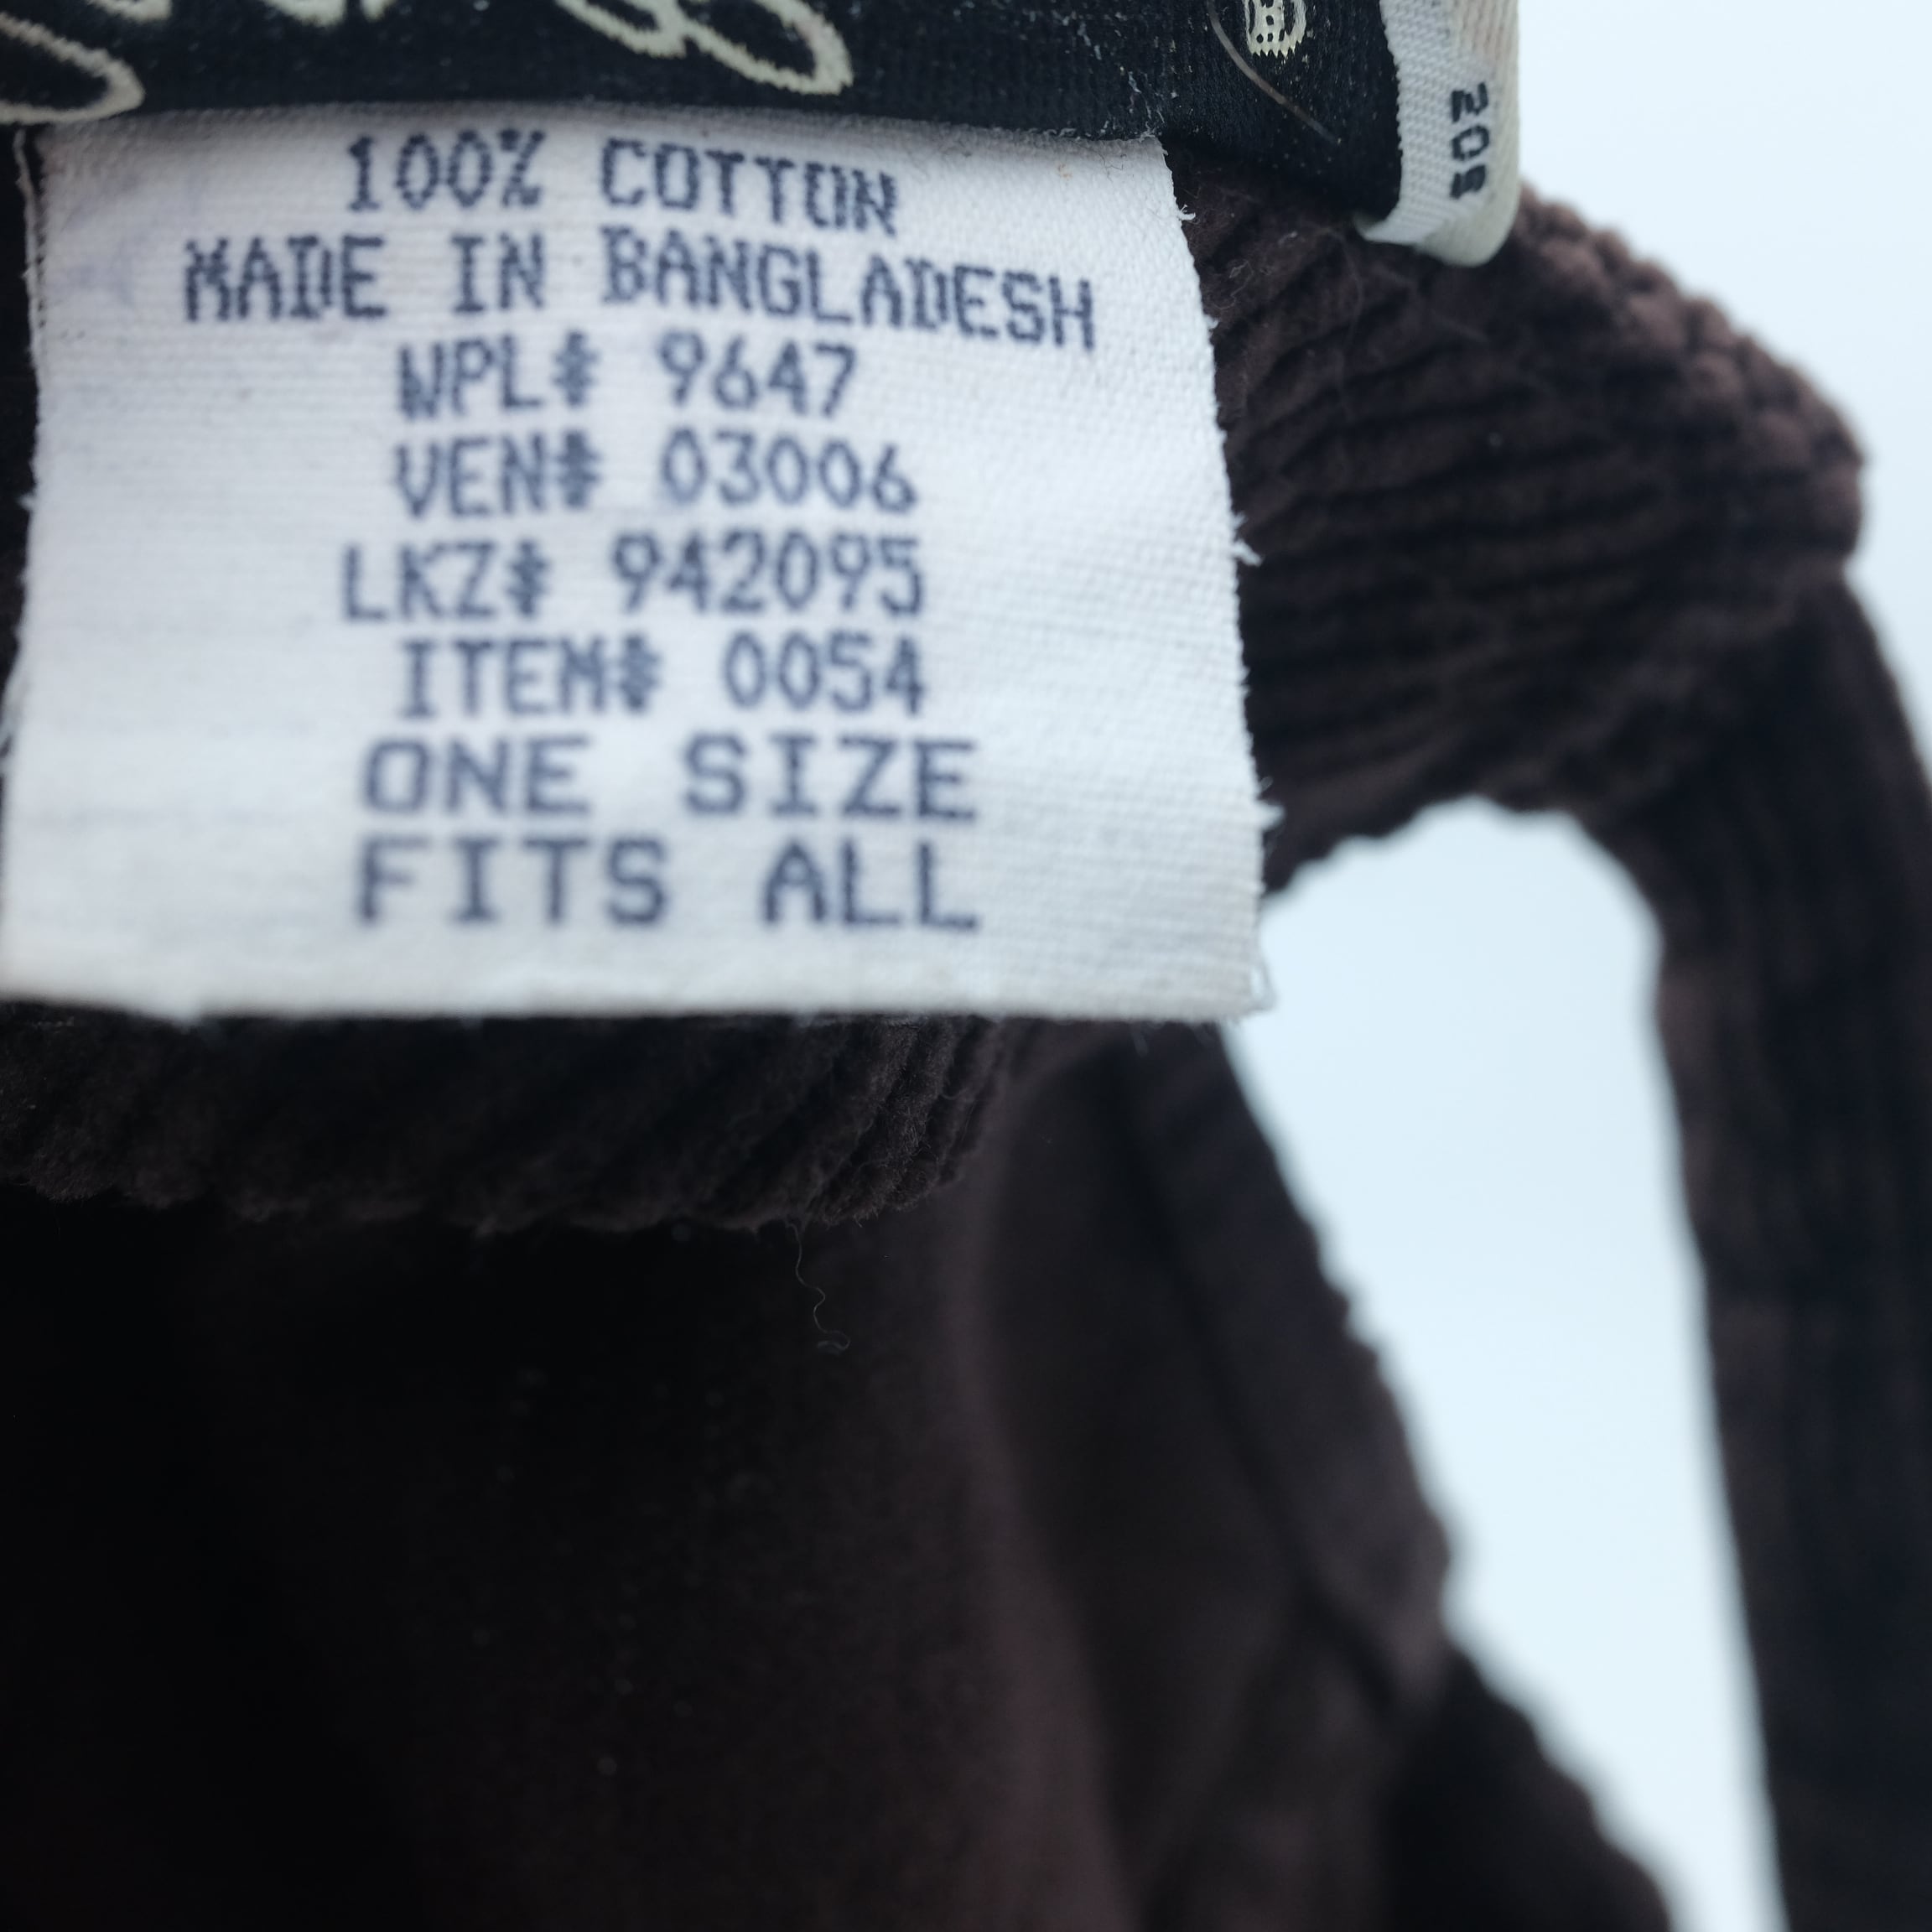 100% COTTON
MADE IN BANGLADESH
WPL# 9647
VEN# 03006
LKZ# 942095
ITEM# 0054
ONE SIZE
FITS ALL